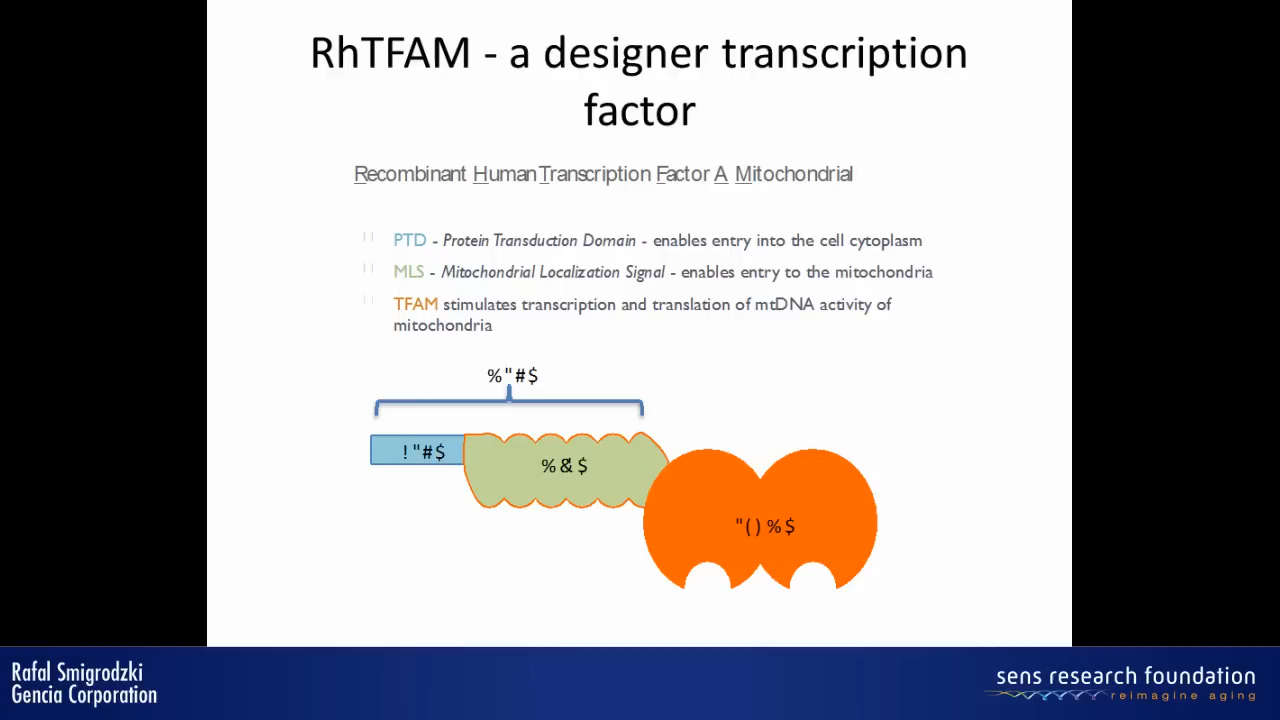 RhTFAM - a designer transcription
factor
Recombinant Human Transcription Factor A Mitochondrial
PTD - Protein Transduction Domain - enables entry into the cell cytoplasm
MLS - Mitochondrial Localization Signal - enables entry to the mitochondria
TFAM stimulates transcription and translation of mtDNA activity of
mitochondria
%"#$
!"#$
%&'$
"()%$
Rafal Smigrodzki
Gencia Corporation
sens research foundation
reimagine aging